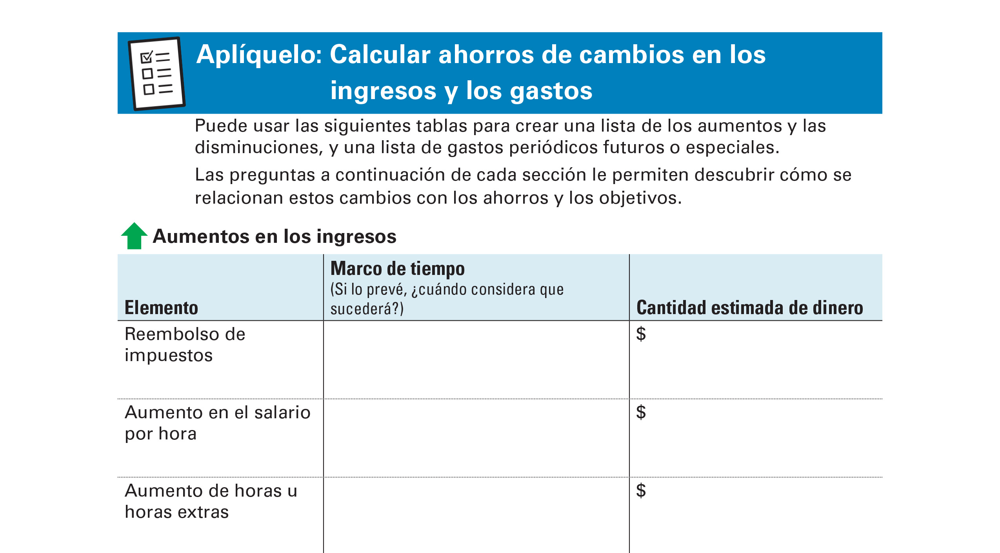 Aplíquelo: Calcular ahorros de cambios en los
ingresos y los gastos
Puede usar las siguientes tablas para crear una lista de los aumentos y las
disminuciones, y una lista de gastos periódicos futuros o especiales.
Las preguntas a continuación de cada sección le permiten descubrir cómo se
relacionan estos cambios con los ahorros y los objetivos.
Aumentos en los ingresos
Elemento
Marco de tiempo
(Si lo prevé, ¿cuándo considera que
sucederá?)
Cantidad estimada de dinero
Reembolso de
impuestos
$
Aumento en el salario
por hora
$
Aumento de horas u
horas extras
$